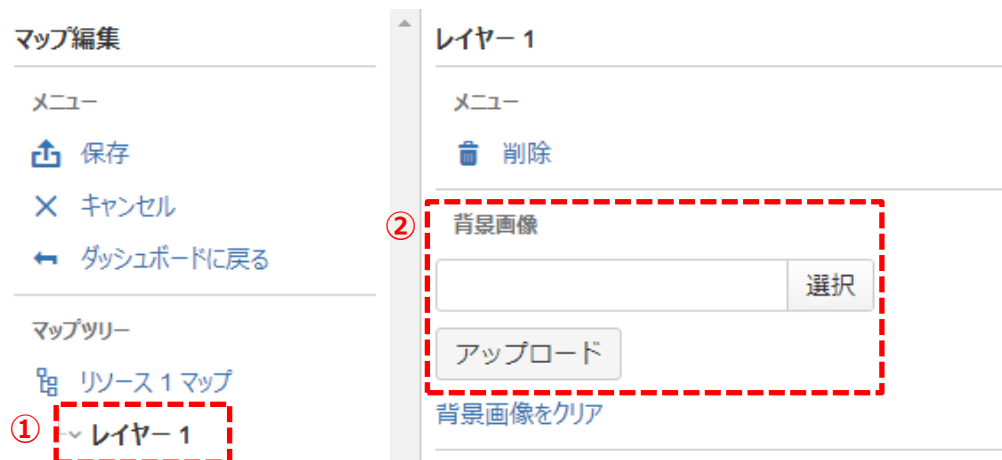 マップ編集
メニュー
保存
キャンセル
ダッシュボードに戻る
マップツリー
リソース 1 マップ
① レイヤー 1
レイヤー 1
メニュー
削除
② 背景画像
選択
アップロード
背景画像をクリア